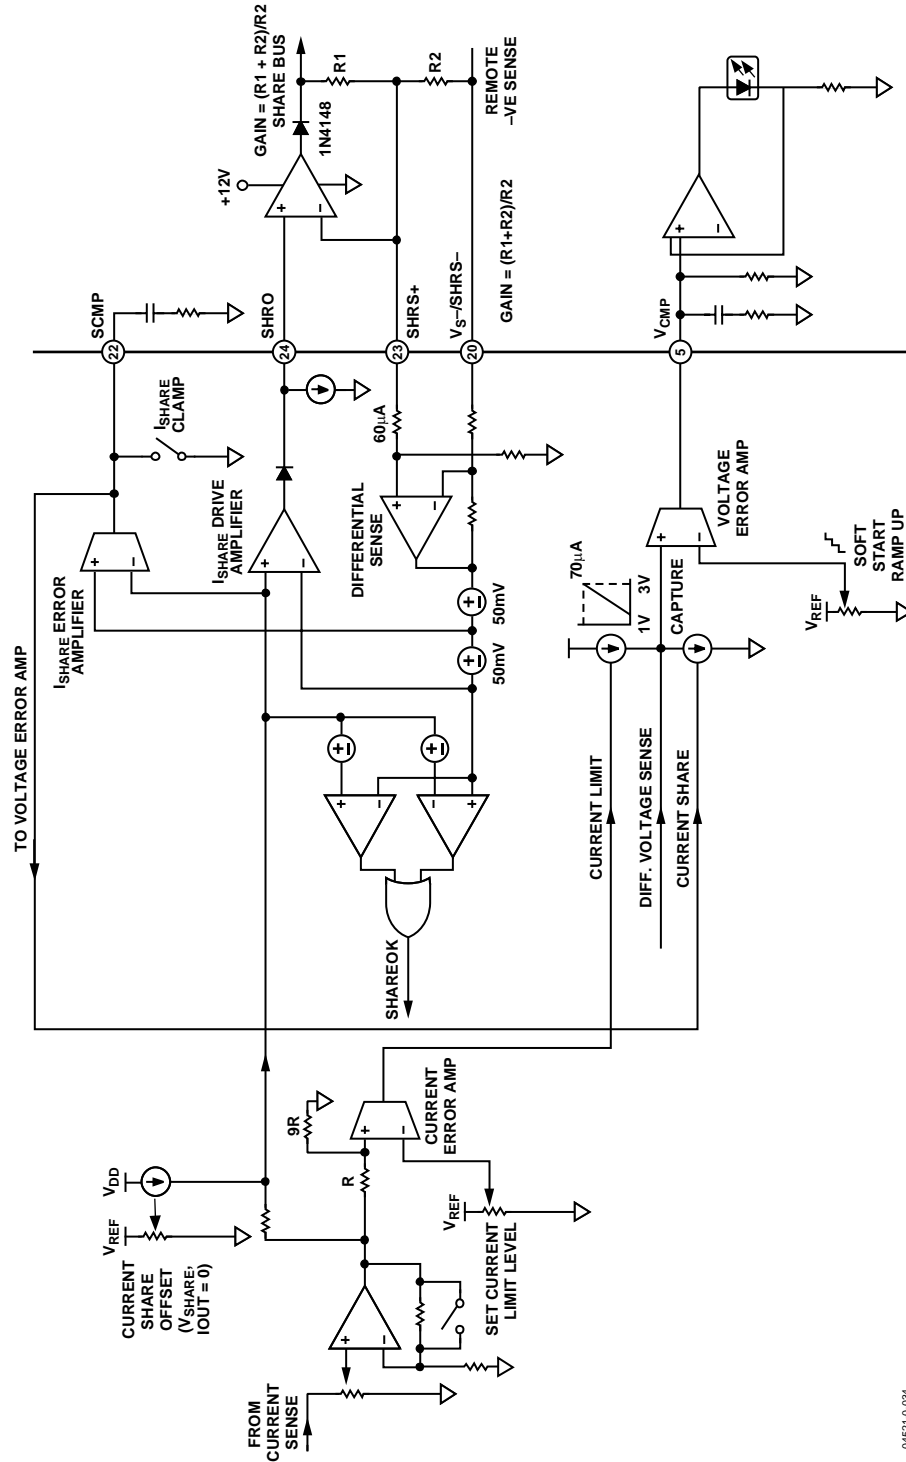 FROM
CURRENT
SENSE
CURRENT
SHARE
OFFSET
(VSHARE,
IOUT = 0)
VREF
VDD
+
–
R
9R
SET CURRENT
LIMIT LEVEL
VREF
+
–
CURRENT
ERROR AMP
TO VOLTAGE ERROR AMP
SHAREOK
+
–
–
+
+–
+–
ISHARE ERROR
AMPLIFIER
+
–
ISHARE
CLAMP
ISHARE DRIVE
AMPLIFIER
+
–
50mV
+–
50mV
+–
DIFFERENTIAL
SENSE
+
–
60µA
CURRENT LIMIT
DIFF. VOLTAGE SENSE
CURRENT SHARE
70µA
1V 3V
CAPTURE
VOLTAGE
ERROR AMP
+
–
VREF
SOFT
START
RAMP UP
22
SCMP
24
SHRO
23
SHRS+
20
VS–/SHRS–
5
VCMP
+12V
+
–
1N4148
GAIN = (R1 + R2)/R2
SHARE BUS
R1
R2
REMOTE
–VE SENSE
GAIN = (R1+R2)/R2
+
–